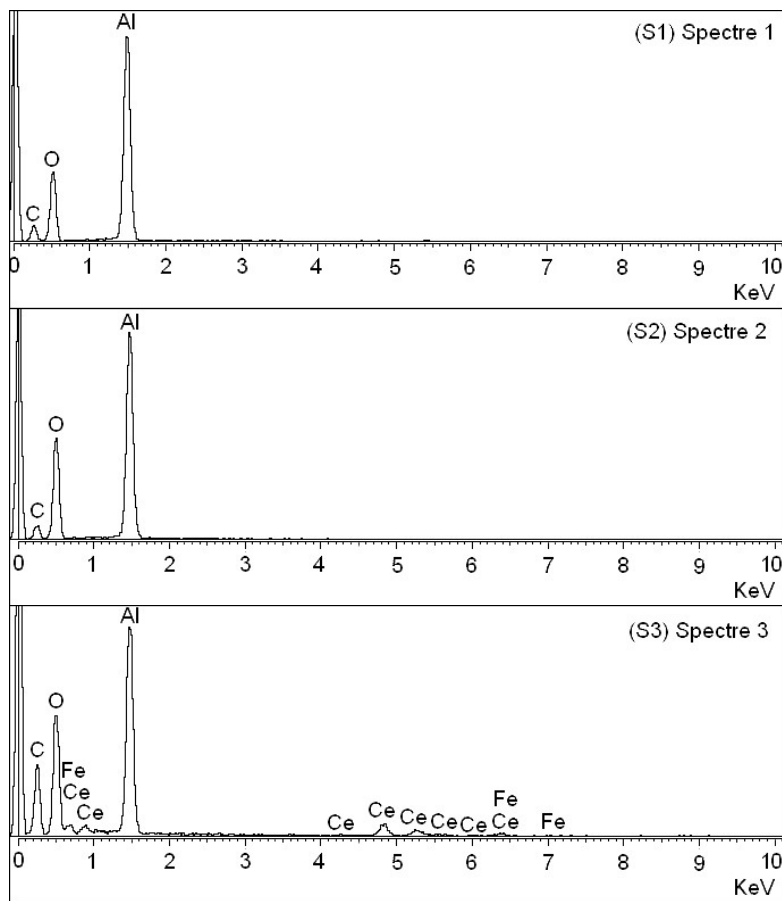 Al
(S1) Spectre 1
O
C
0 1 2 3 4 5 6 7 8 9 10
KeV
Al
(S2) Spectre 2
O
C
0 1 2 3 4 5 6 7 8 9 10
KeV
Al
(S3) Spectre 3
O
C
Fe
Ce
Ce
Fe
Ce Ce Ce Ce Ce Ce Fe
0 1 2 3 4 5 6 7 8 9 10
KeV